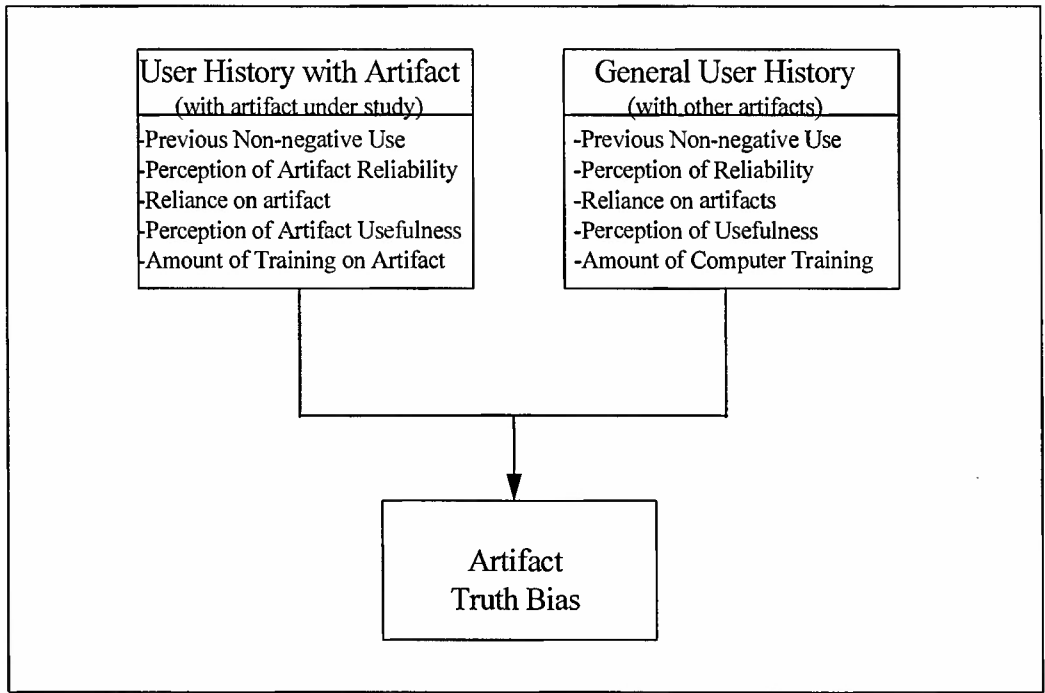 User History with Artifact
(with artifact under study)
-Previous Non-negative Use
-Perception of Artifact Reliability
-Reliance on artifact
-Perception of Artifact Usefulness
-Amount of Training on Artifact
General User History
(with other artifacts)
-Previous Non-negative Use
-Perception of Reliability
-Reliance on artifacts
-Perception of Usefulness
-Amount of Computer Training
Artifact
Truth Bias